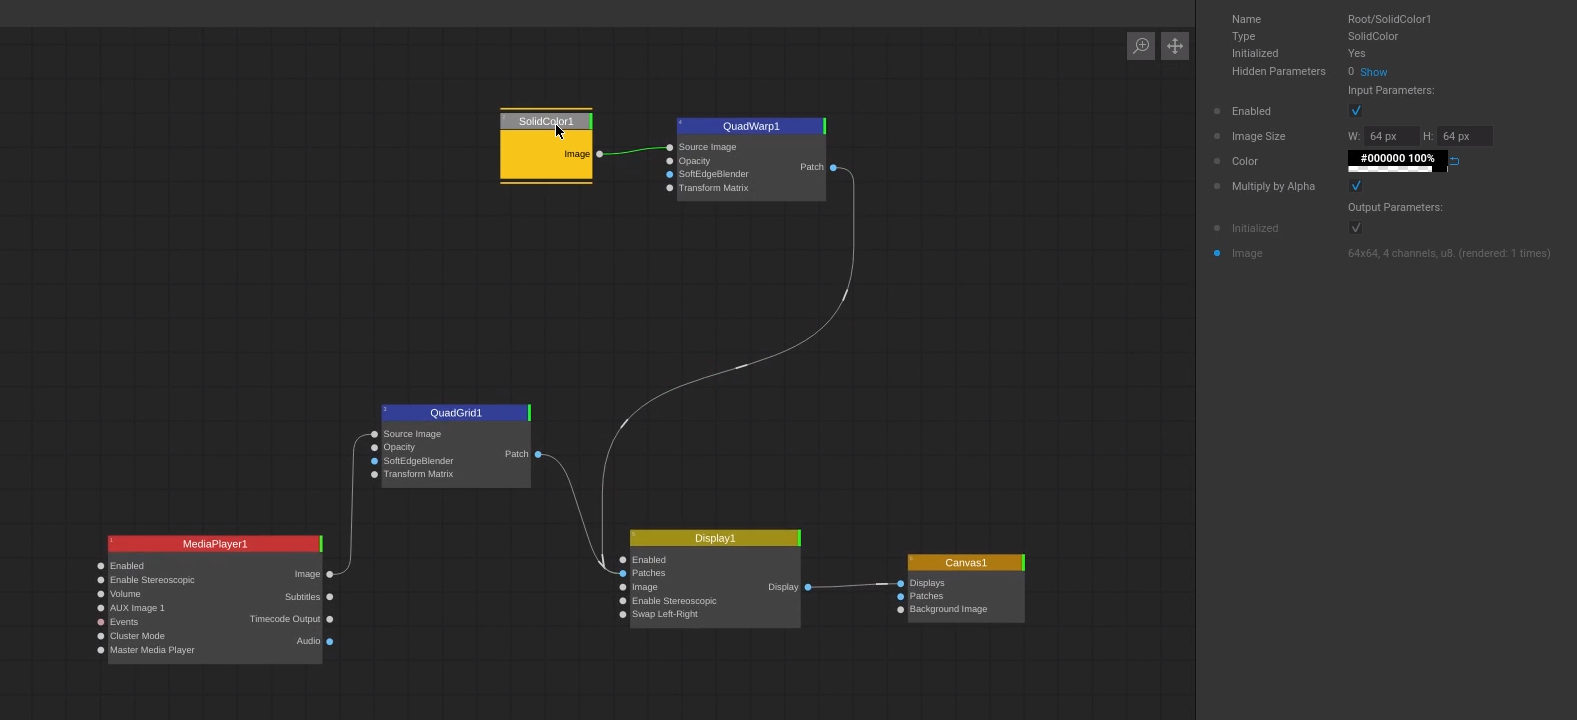 SolidColor1
Image
QuadWarp1
Source Image
Opacity
SoftEdgeBlender
Transform Matrix
Patch
QuadGrid1
Source Image
Opacity
SoftEdgeBlender
Transform Matrix
Patch
MediaPlayer1
Enabled
Enable Stereoscopic
Volume
AUX Image 1
Events
Cluster Mode
Master Media Player
Image
Subtitles
Timecode Output
Audio
Display1
Enabled
Patches
Image
Enable Stereoscopic
Swap Left-Right
Display
Canvas1
Displays
Patches
Background Image
Name Root/SolidColor1
Type SolidColor
Initialized Yes
Hidden Parameters 0 Show
Input Parameters:
Enabled
Image Size W: 64 px H: 64 px
Color #000000 100%
Multiply by Alpha
Output Parameters:
Initialized
Image 64x64, 4 channels, u8. (rendered: 1 times)